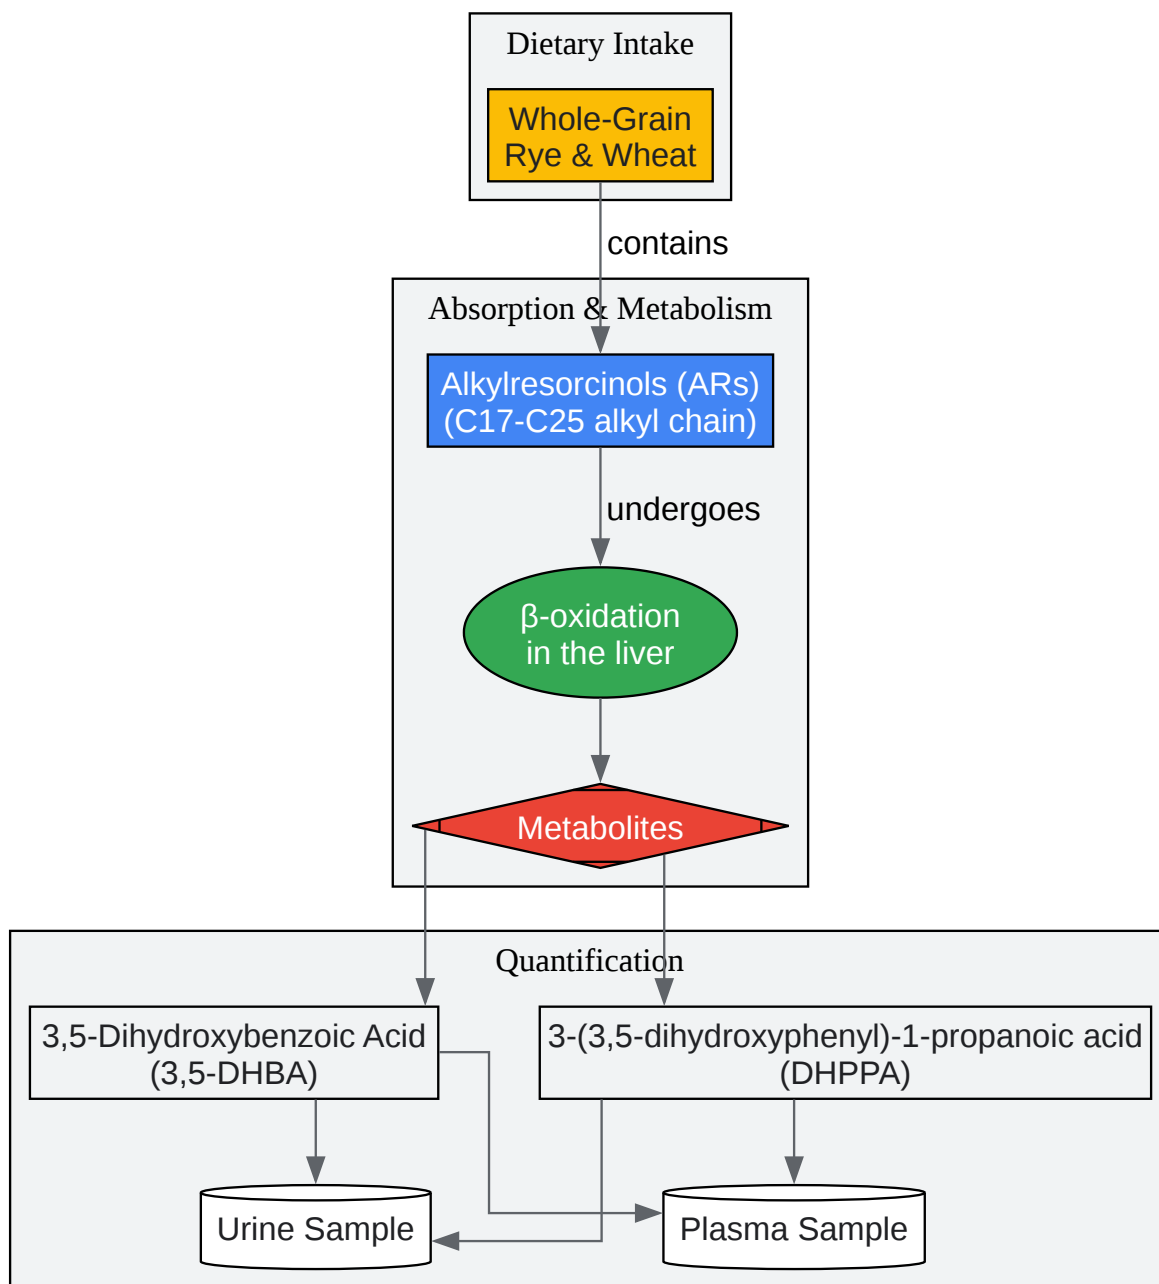 Dietary Intake
Whole-Grain
Rye & Wheat
contains
Absorption & Metabolism
Alkylresorcinols (ARs)
(C17-C25 alkyl chain)
undergoes
β-oxidation
in the liver
Metabolites
Quantification
3,5-Dihydroxybenzoic Acid
(3,5-DHBA)
3-(3,5-dihydroxyphenyl)-1-propanoic acid
(DHPPA)
Urine Sample
Plasma Sample